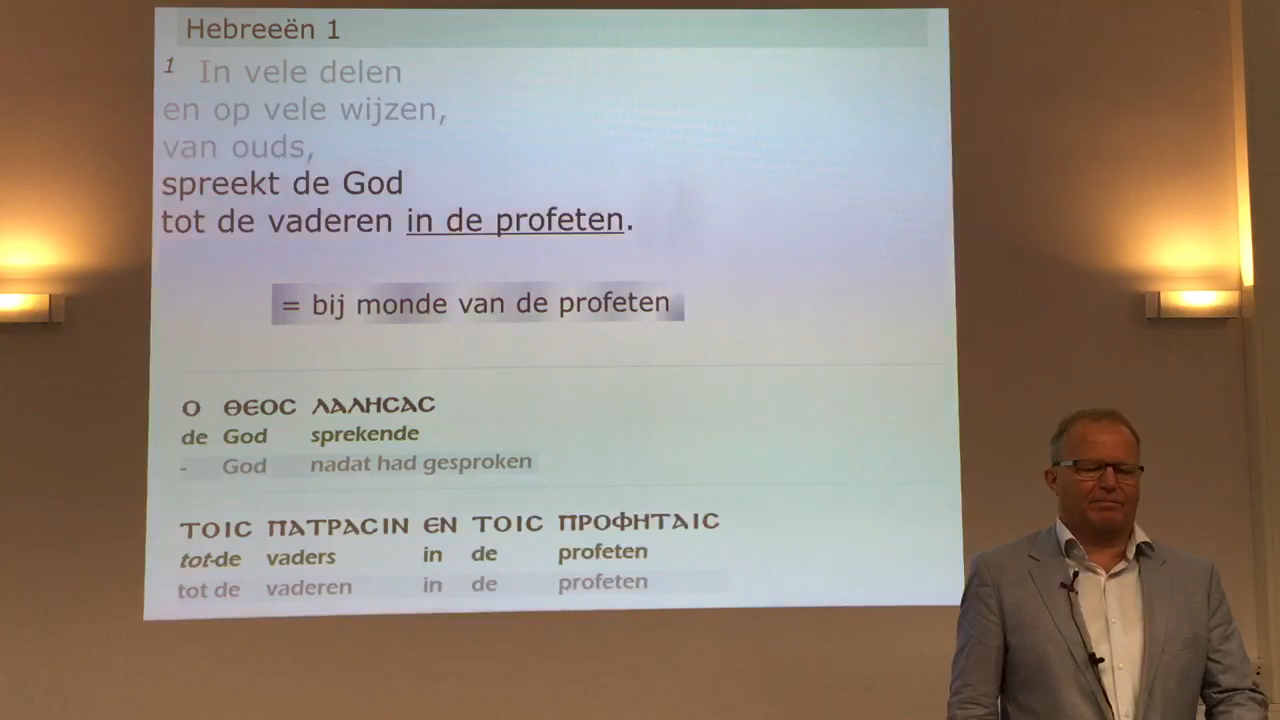 Hebreeën 1
1 In vele delen
en op vele wijzen,
van ouds,
spreekt de God
tot de vaderen in de profeten.
= bij monde van de profeten
Ο ΘЄΟϹ ΛΑΛΗϹΑϹ
de God sprekende
- God nadat had gesproken
ΤΟΙϹ ΠΑΤΡΑϹΙΝ ЄΝ ΤΟΙϹ ΠΡΟΦΗΤΑΙϹ
tot-de vaders in de profeten
tot de vaderen in de profeten